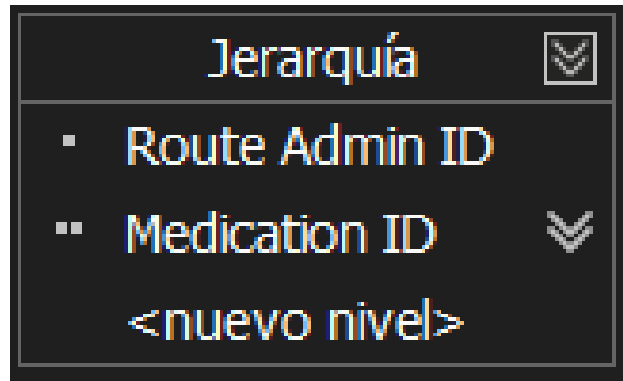 Jerarquía
Route Admin ID
Medication ID
<nuevo nivel>